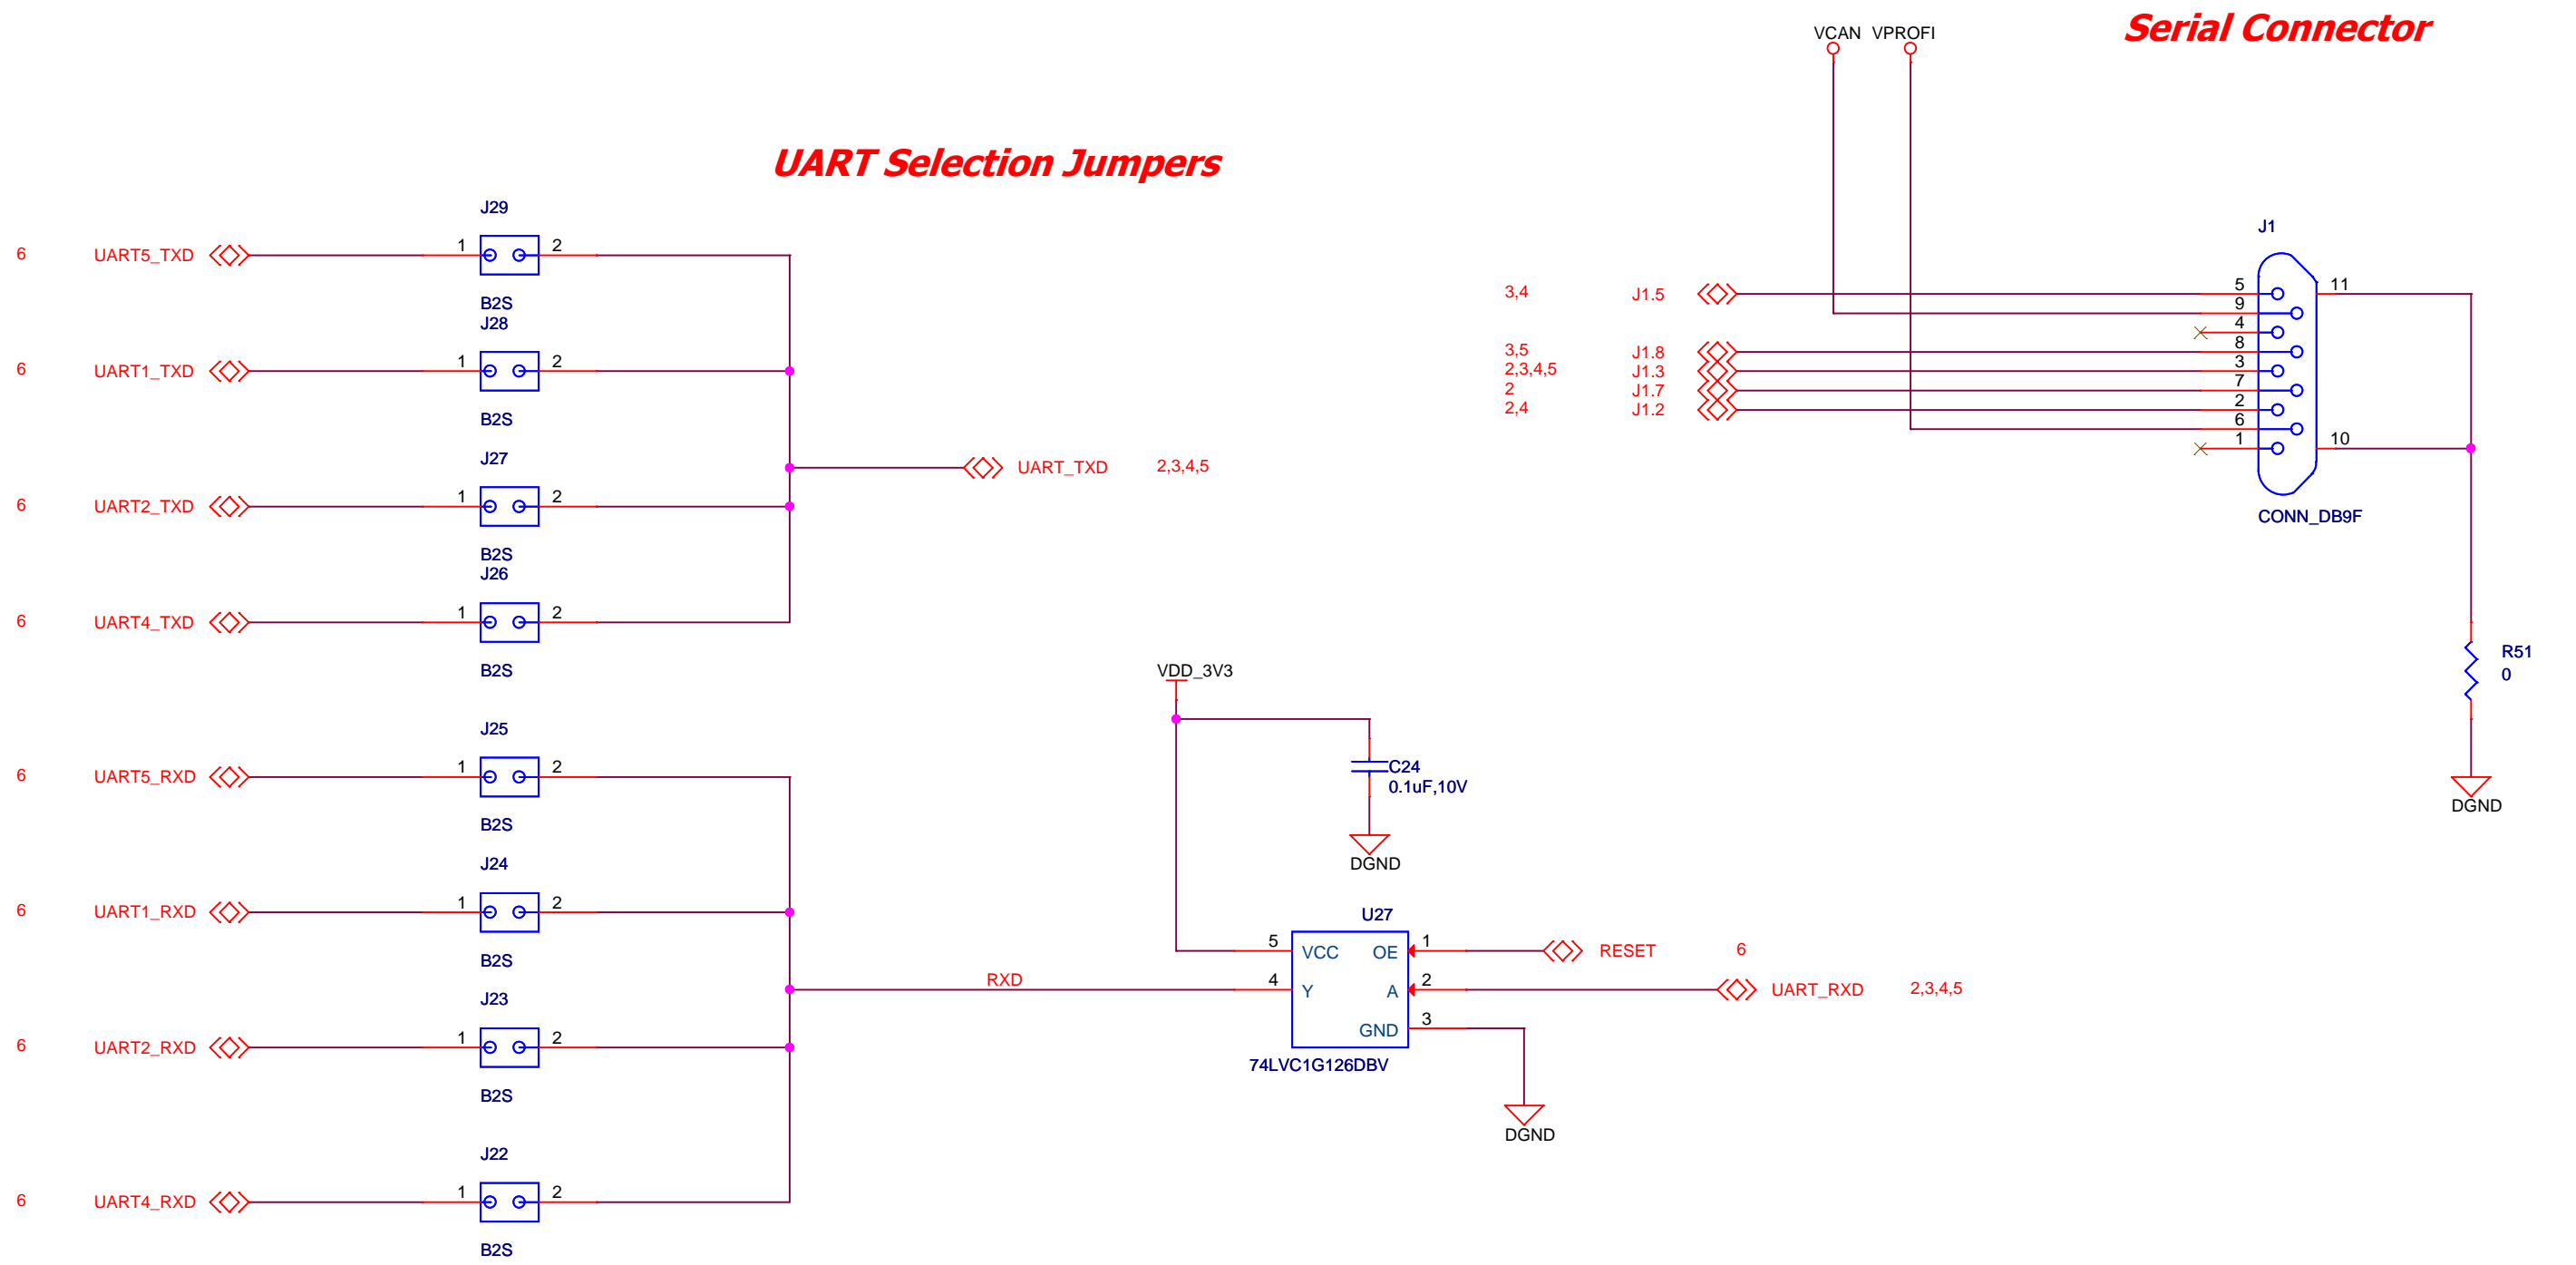 VCAN VPROFI
Serial Connector
UART Selection Jumpers
J29
6 UART5_TXD 1 2
B2S
J28
6 UART1_TXD 1 2
B2S
J27
6 UART2_TXD 1 2
B2S
J26
6 UART4_TXD 1 2
B2S
UART_TXD 2,3,4,5
J25
6 UART5_RXD 1 2
B2S
J24
6 UART1_RXD 1 2
B2S
J23
6 UART2_RXD 1 2
B2S
J22
6 UART4_RXD 1 2
B2S
RXD
VDD_3V3
C24
0.1uF,10V
DGND
U27
5 VCC OE 1
4 Y A 2
GND 3
74LVC1G126DBV
RESET 6
UART_RXD 2,3,4,5
DGND
J1
3,4 J1.5 5 11
9
4
3,5 J1.8 8
2,3,4,5 J1.3 3
2 J1.7 7
2,4 J1.2 2
6
1 10
CONN_DB9F
R51
0
DGND